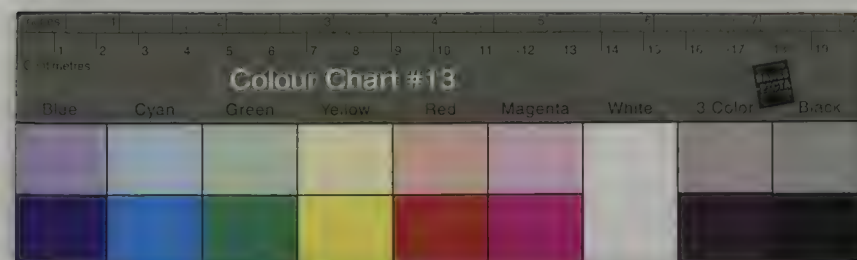 Inches 1 3 4 5 6 7
1 2 3 4 5 6 7 8 9 10 11 12 13 14 15 16 17 18 19
Centimetres
Colour Chart #13
Blue Cyan Green Yellow Red Magenta White 3 Color Black